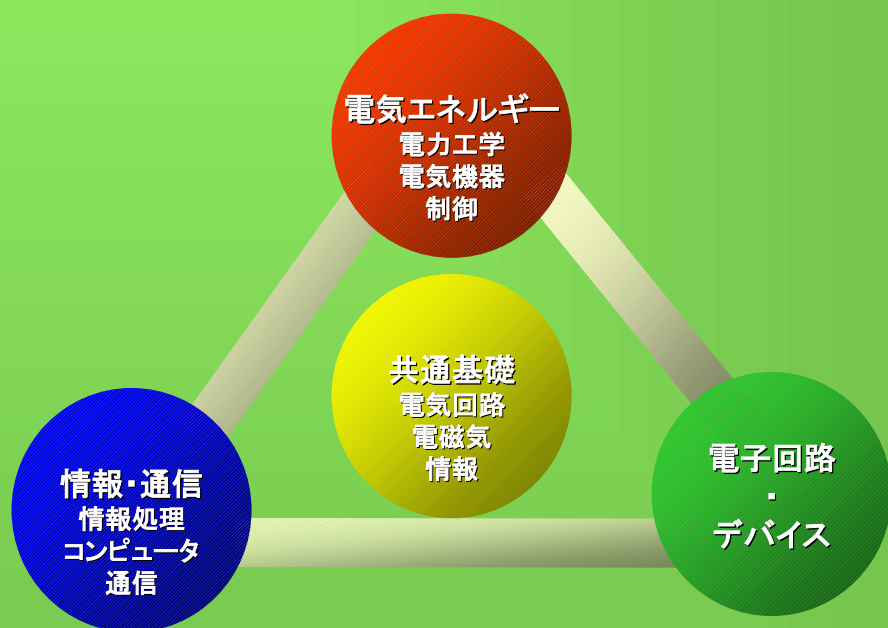 電気エネルギー
電力工学
電気機器
制御
共通基礎
電気回路
電磁気
情報
情報・通信
情報処理
コンピュータ
通信
電子回路
・
デバイス